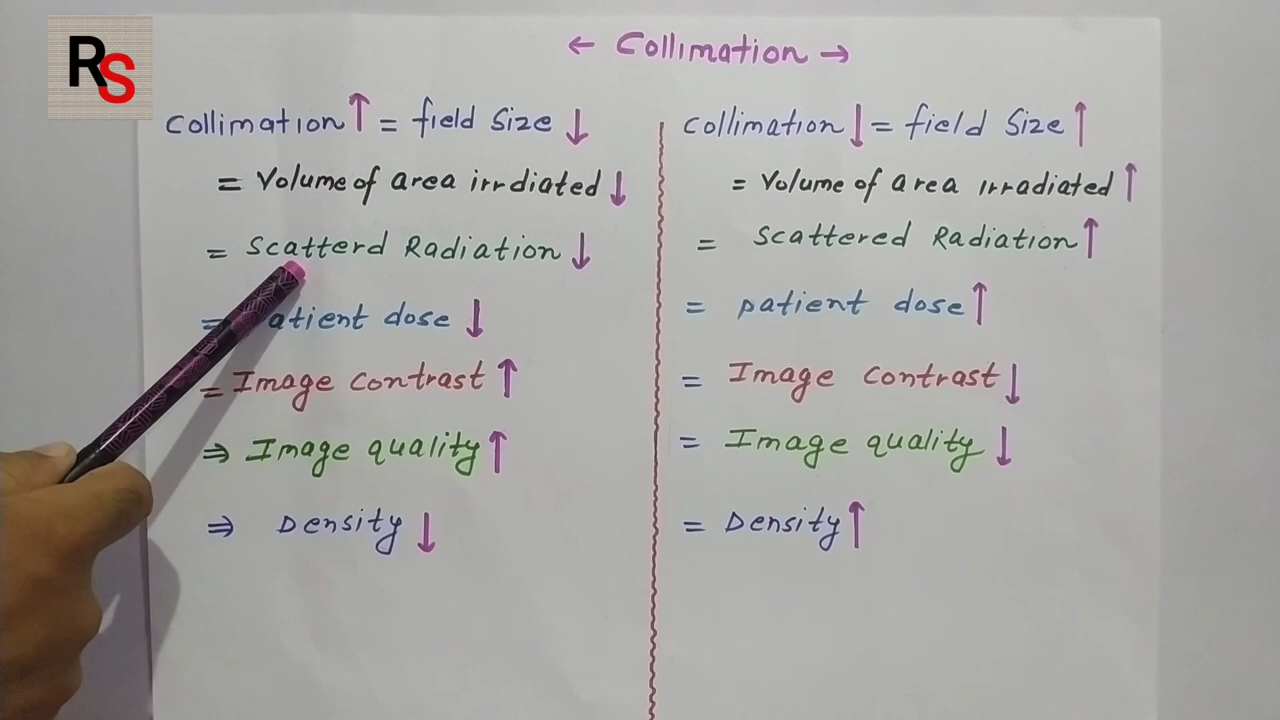 RS
← Collimation →
Collimation ↑ = field Size ↓
= Volume of area irrdiated ↓
= Scatterd Radiation ↓
= atient dose ↓
= Image contrast ↑
⇒ Image quality ↑
⇒ Density ↓
Collimation ↓ = field Size ↑
= Volume of area irradiated ↑
= Scattered Radiation ↑
= patient dose ↑
= Image contrast ↓
= Image quality ↓
= Density ↑